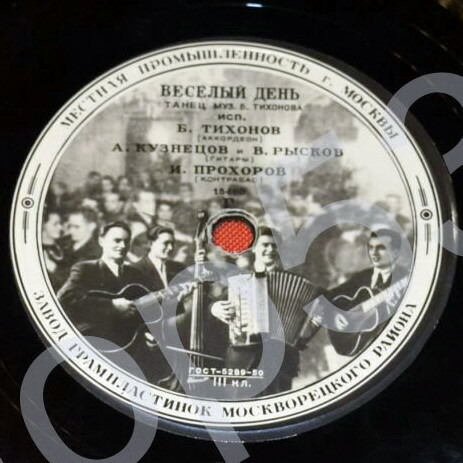 МЕСТНАЯ ПРОМЫШЛЕННОСТЬ г. МОСКВЫ
ВЕСЕЛЫЙ ДЕНЬ
ТАНЕЦ МУЗ. Б. ТИХОНОВА
ИСП.
Б. ТИХОНОВ
(АККОРДЕОН)
А. КУЗНЕЦОВ и В. РЫСКОВ
(ГИТАРЫ)
И. ПРОХОРОВ
(КОНТРАБАС)
ГОСТ-5289-50
III КЛ.
ЗАВОД ГРАМПЛАСТИНОК МОСКВОРЕЦКОГО РАЙОНА